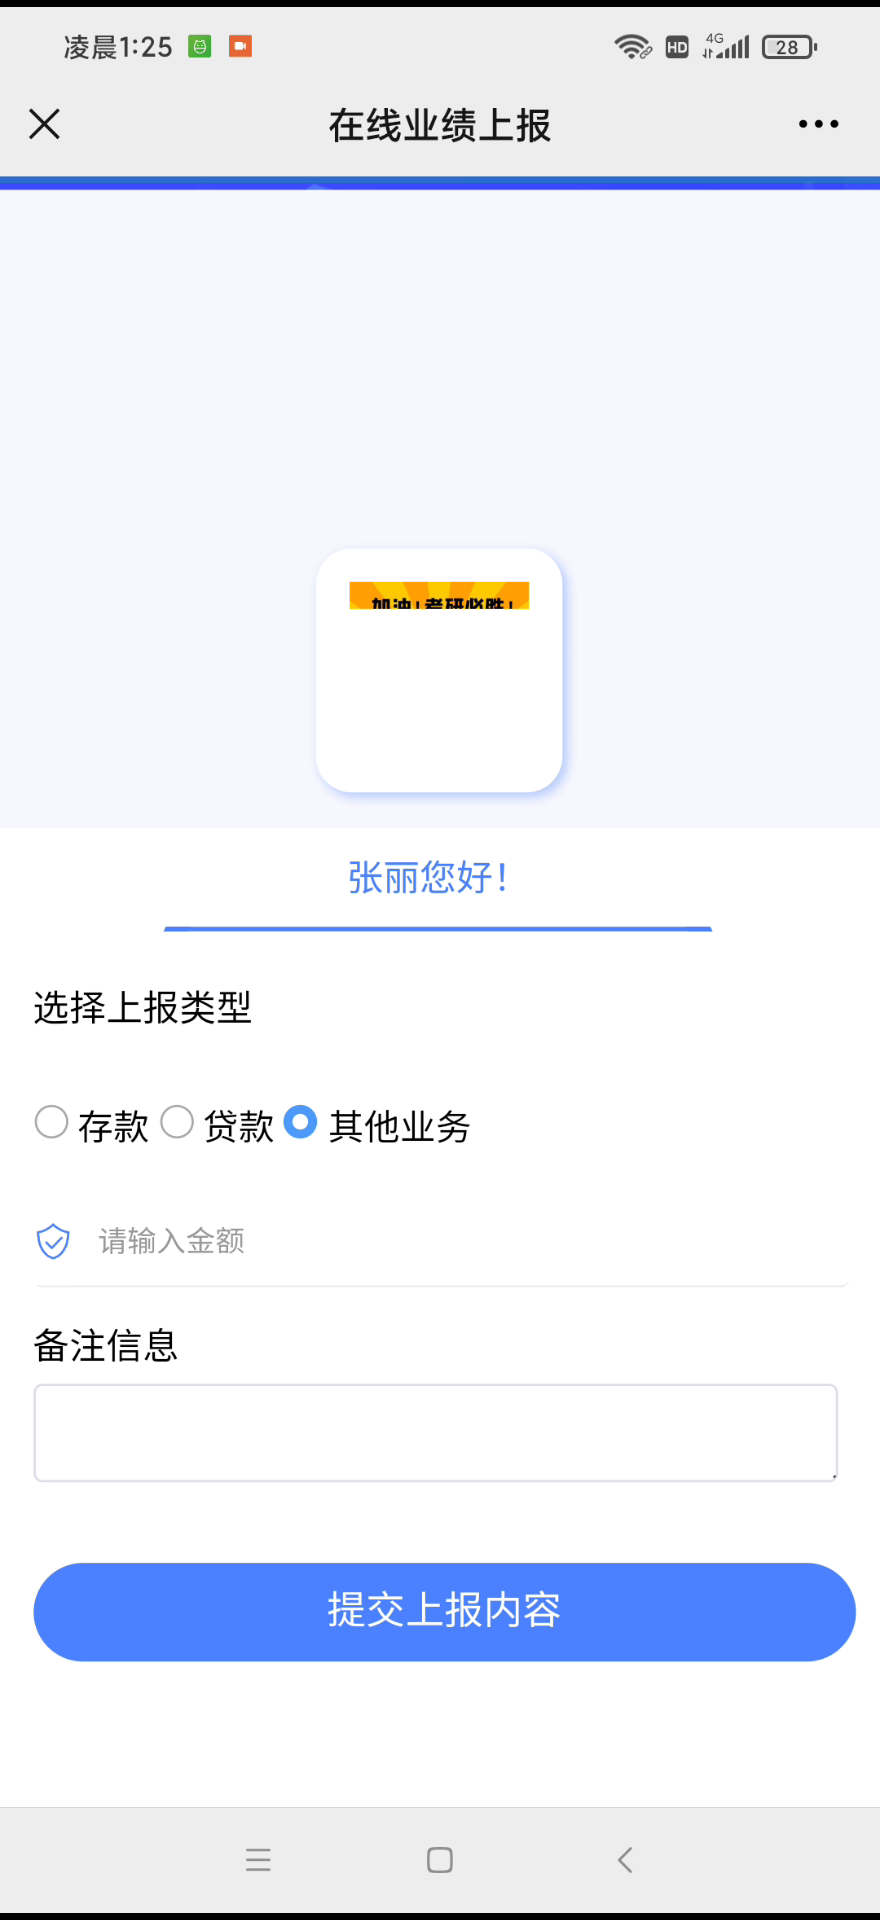 凌晨1:25
HD
4G
28
在线业绩上报
加油!考研必胜!
张丽您好!
选择上报类型
存款 贷款 其他业务
请输入金额
备注信息
提交上报内容